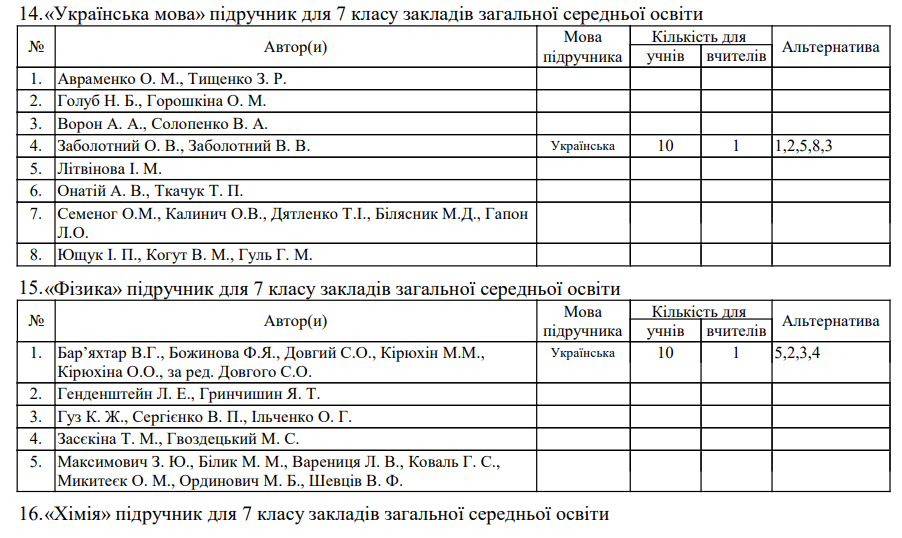 14.«Українська мова» підручник для 7 класу закладів загальної середньої освіти
№ Автор(и) Мова підручника Кількість для учнів вчителів Альтернатива
1. Авраменко О. М., Тищенко З. Р.
2. Голуб Н. Б., Горошкіна О. М.
3. Ворон А. А., Солопенко В. А.
4. Заболотний О. В., Заболотний В. В. Українська 10 1 1,2,5,8,3
5. Літвінова І. М.
6. Онатій А. В., Ткачук Т. П.
7. Семеног О.М., Калинич О.В., Дятленко Т.І., Білясник М.Д., Гапон
Л.О.
8. Ющук І. П., Когут В. М., Гуль Г. М.
15.«Фізика» підручник для 7 класу закладів загальної середньої освіти
№ Автор(и) Мова підручника Кількість для учнів вчителів Альтернатива
1. Бар’яхтар В.Г., Божинова Ф.Я., Довгий С.О., Кірюхін М.М., Українська 10 1 5,2,3,4
Кірюхіна О.О., за ред. Довгого С.О.
2. Генденштейн Л. Е., Гринчишин Я. Т.
3. Гуз К. Ж., Сергієнко В. П., Ільченко О. Г.
4. Засєкіна Т. М., Гвоздецький М. С.
5. Максимович З. Ю., Білик М. М., Варениця Л. В., Коваль Г. С.,
Микитеєк О. М., Ординович М. Б., Шевців В. Ф.
16.«Хімія» підручник для 7 класу закладів загальної середньої освіти